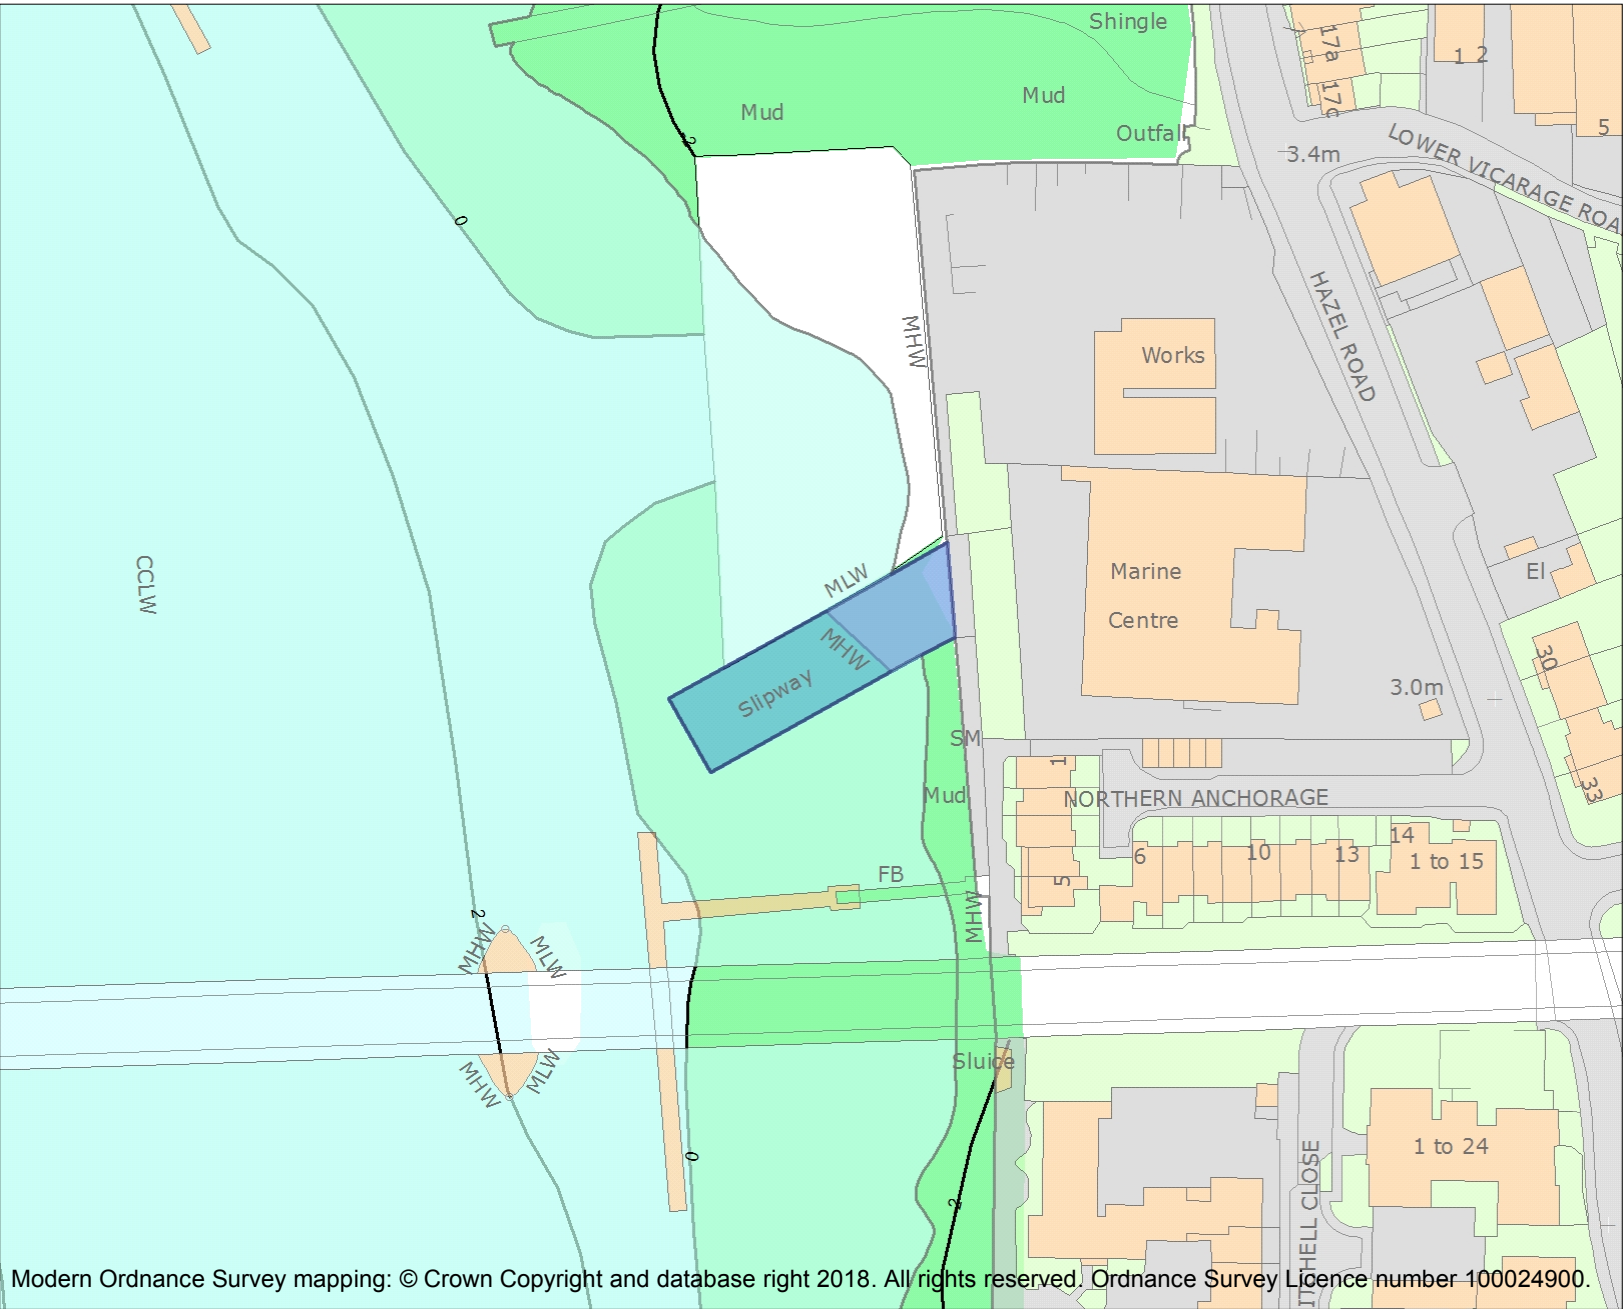 Shingle
17a
1 2
Mud
Mud
17c
5
Outfall
2
3.4m
LOWER VICARAGE ROA
0
HAZEL ROAD
MHW
Works
CCLW
MLW
Marine
Centre
El
MHW
Slipway
30
3.0m
SM
1
Mud
NORTHERN ANCHORAGE
33
FB
6
10
13
14
1 to 15
5
2
MHW
MHW
MLW
Sluice
MHW
MLW
0
1 to 24
2
ITCHELL CLOSE
Modern Ordnance Survey mapping: © Crown Copyright and database right 2018. All rights reserved. Ordnance Survey Licence number 100024900.